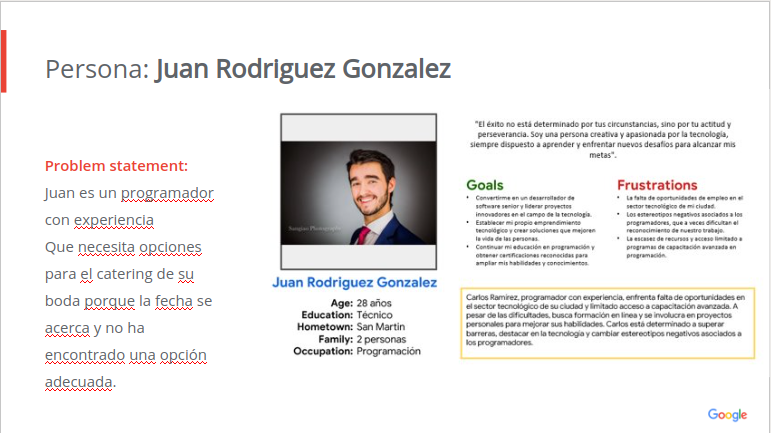 Persona: Juan Rodriguez Gonzalez
Problem statement:
Juan es un programador
con experiencia
Que necesita opciones
para el catering de su
boda porque la fecha se
acerca y no ha
encontrado una opción
adecuada.
Juan Rodriguez Gonzalez
Age: 28 años
Education: Técnico
Hometown: San Martin
Family: 2 personas
Occupation: Programación
"El éxito no está determinado por tus circunstancias, sino por tu actitud y
perseverancia. Soy una persona creativa y apasionada por la tecnología,
siempre dispuesto a aprender y enfrentar nuevos desafíos para alcanzar mis
metas".
Goals
• Convertirme en un desarrollador de
software senior y liderar proyectos
innovadores en el campo de la tecnología.
• Establecer mi propio emprendimiento
tecnológico y crear soluciones que mejoren
la vida de las personas.
• Continuar mi educación en programación y
obtener certificaciones reconocidas para
ampliar mis habilidades y conocimientos.
Frustrations
• La falta de oportunidades de empleo en el
sector tecnológico de mi ciudad.
• Los estereotipos negativos asociados a los
programadores, que a veces dificultan el
reconocimiento de nuestro trabajo.
• La escases de recursos y acceso limitado a
programas de capacitación avanzada en
programación.
Carlos Ramírez, programador con experiencia, enfrenta falta de oportunidades en
el sector tecnológico de su ciudad y limitado acceso a capacitación avanzada. A
pesar de las dificultades, busca formación en línea y se involucra en proyectos
personales para mejorar sus habilidades. Carlos está determinado a superar
barreras, destacar en la tecnología y cambiar estereotipos negativos asociados a
los programadores.
Google